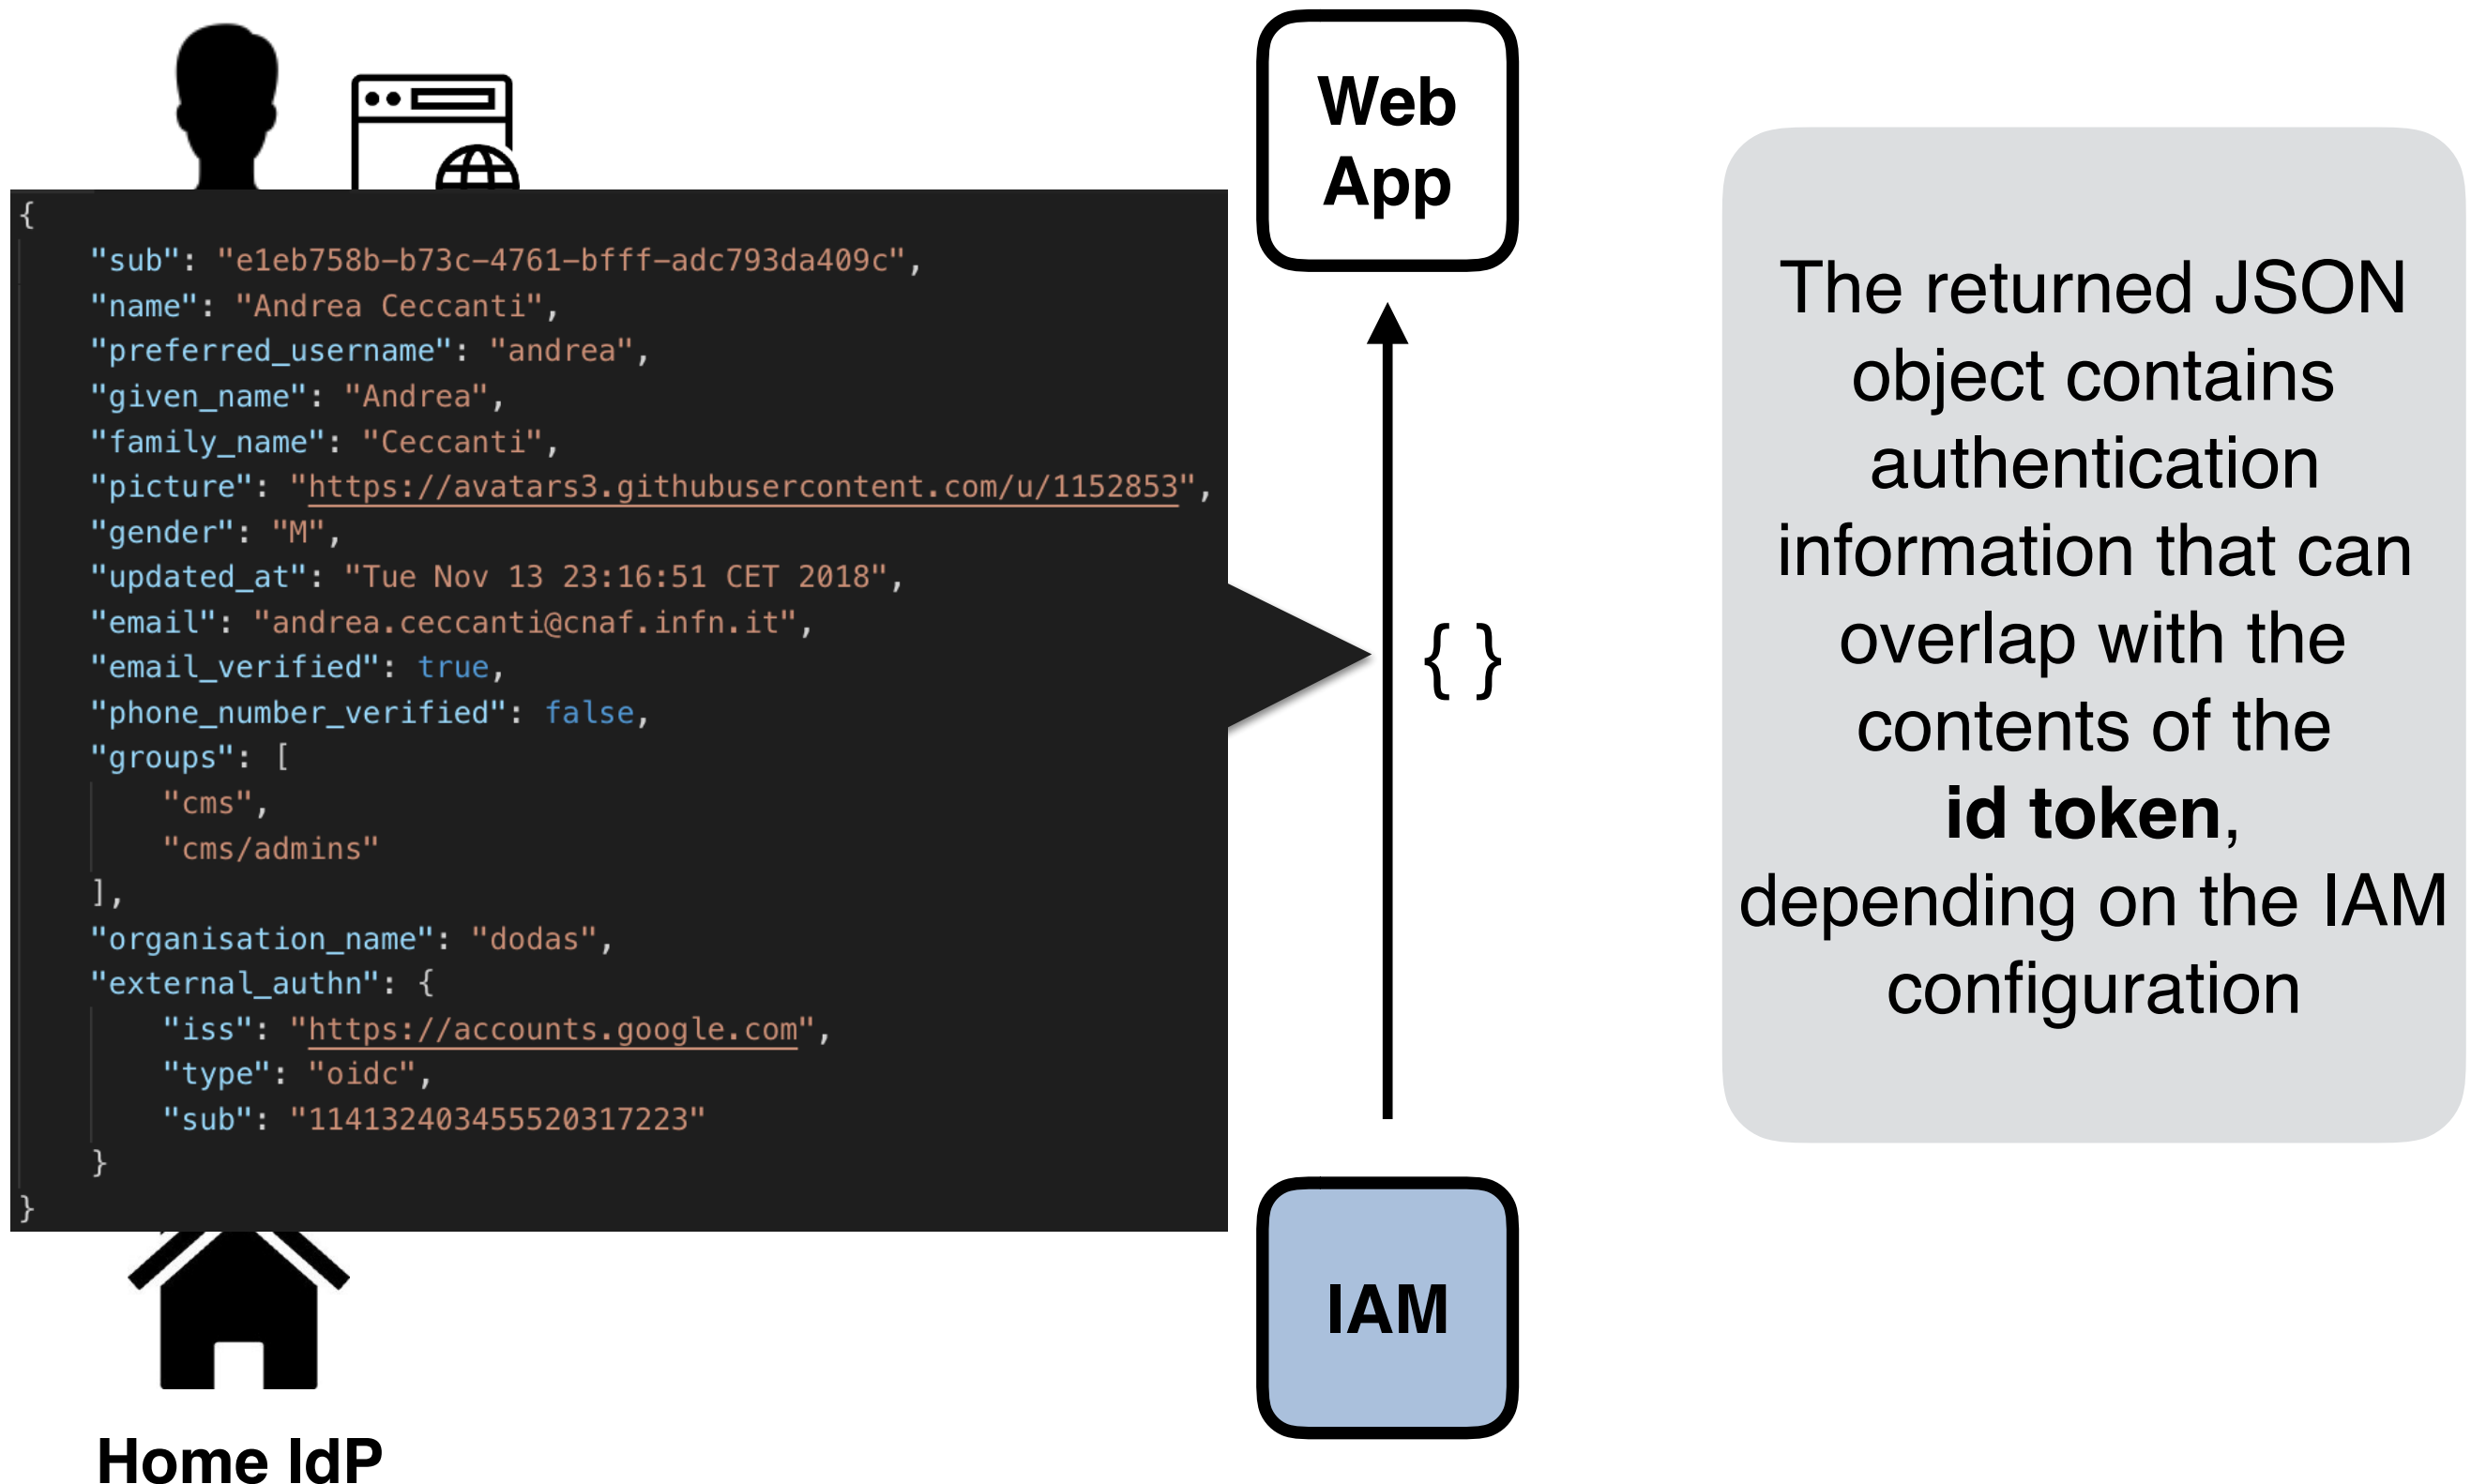 {
    "sub": "e1eb758b-b73c-4761-bfff-adc793da409c",
    "name": "Andrea Ceccanti",
    "preferred_username": "andrea",
    "given_name": "Andrea",
    "family_name": "Ceccanti",
    "picture": "https://avatars3.githubusercontent.com/u/1152853",
    "gender": "M",
    "updated_at": "Tue Nov 13 23:16:51 CET 2018",
    "email": "andrea.ceccanti@cnaf.infn.it",
    "email_verified": true,
    "phone_number_verified": false,
    "groups": [
        "cms",
        "cms/admins"
    ],
    "organisation_name": "dodas",
    "external_authn": {
        "iss": "https://accounts.google.com",
        "type": "oidc",
        "sub": "114132403455520317223"
    }
}
Home IdP
Web
App
{ }
IAM
The returned JSON
object contains
authentication
information that can
overlap with the
contents of the
id token,
depending on the IAM
configuration